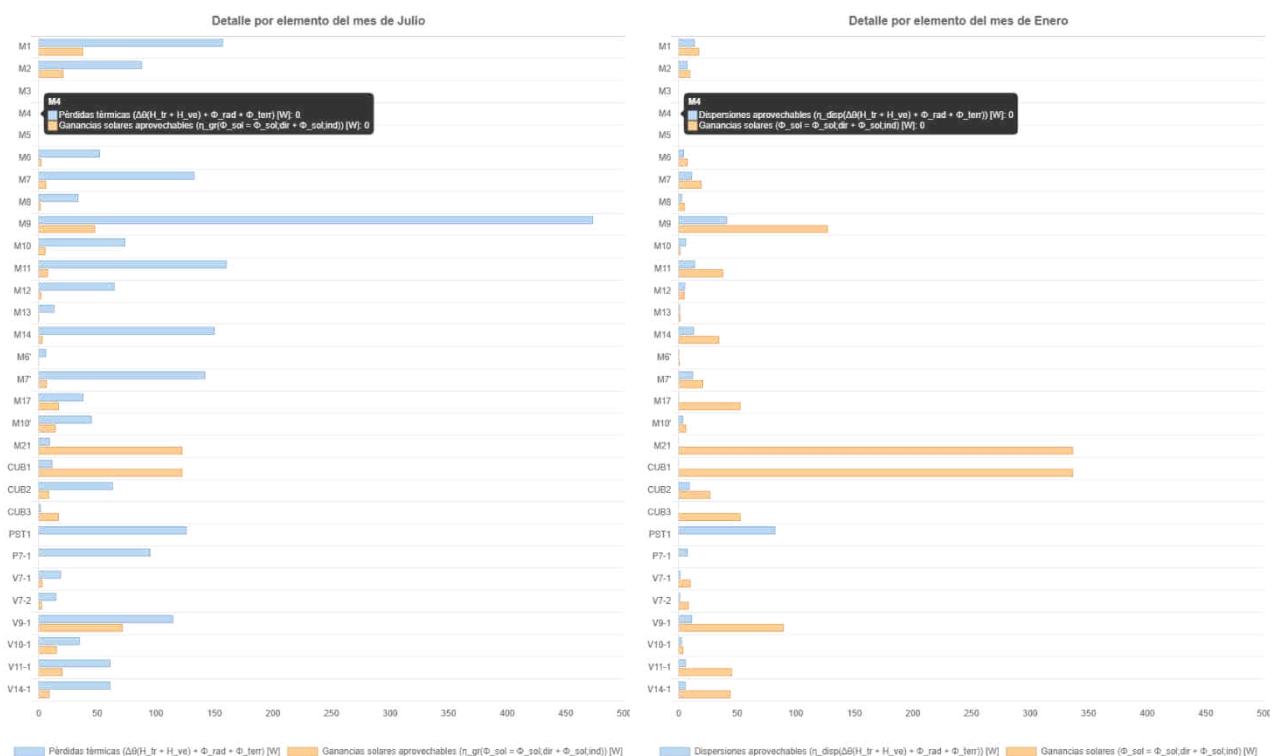 Detalle por elemento del mes de Julio
M1
M2
M3
M4
M5
M6
M7
M8
M9
M10
M11
M12
M13
M14
M6'
M7'
M17
M10'
M21
CUB1
CUB2
CUB3
PST1
P7-1
V7-1
V7-2
V9-1
V10-1
V11-1
V14-1
M4
Pérdidas térmicas (Δθ(H_tr + H_ve) + Φ_rad + Φ_terr) [W]: 0
Ganancias solares aprovechables (η_gr(Φ_sol = Φ_sol;dir + Φ_sol;ind)) [W]: 0
0 50 100 150 200 250 300 350 400 450 500
Pérdidas térmicas (Δθ(H_tr + H_ve) + Φ_rad + Φ_terr) [W] Ganancias solares aprovechables (η_gr(Φ_sol = Φ_sol;dir + Φ_sol;ind)) [W]
Detalle por elemento del mes de Enero
M1
M2
M3
M4
M5
M6
M7
M8
M9
M10
M11
M12
M13
M14
M6'
M7'
M17
M10'
M21
CUB1
CUB2
CUB3
PST1
P7-1
V7-1
V7-2
V9-1
V10-1
V11-1
V14-1
M4
Dispersiones aprovechables (η_disp(Δθ(H_tr + H_ve) + Φ_rad + Φ_terr)) [W]: 0
Ganancias solares (Φ_sol = Φ_sol;dir + Φ_sol;ind) [W]: 0
0 50 100 150 200 250 300 350 400 450 500
Dispersiones aprovechables (η_disp(Δθ(H_tr + H_ve) + Φ_rad + Φ_terr)) [W] Ganancias solares (Φ_sol = Φ_sol;dir + Φ_sol;ind) [W]